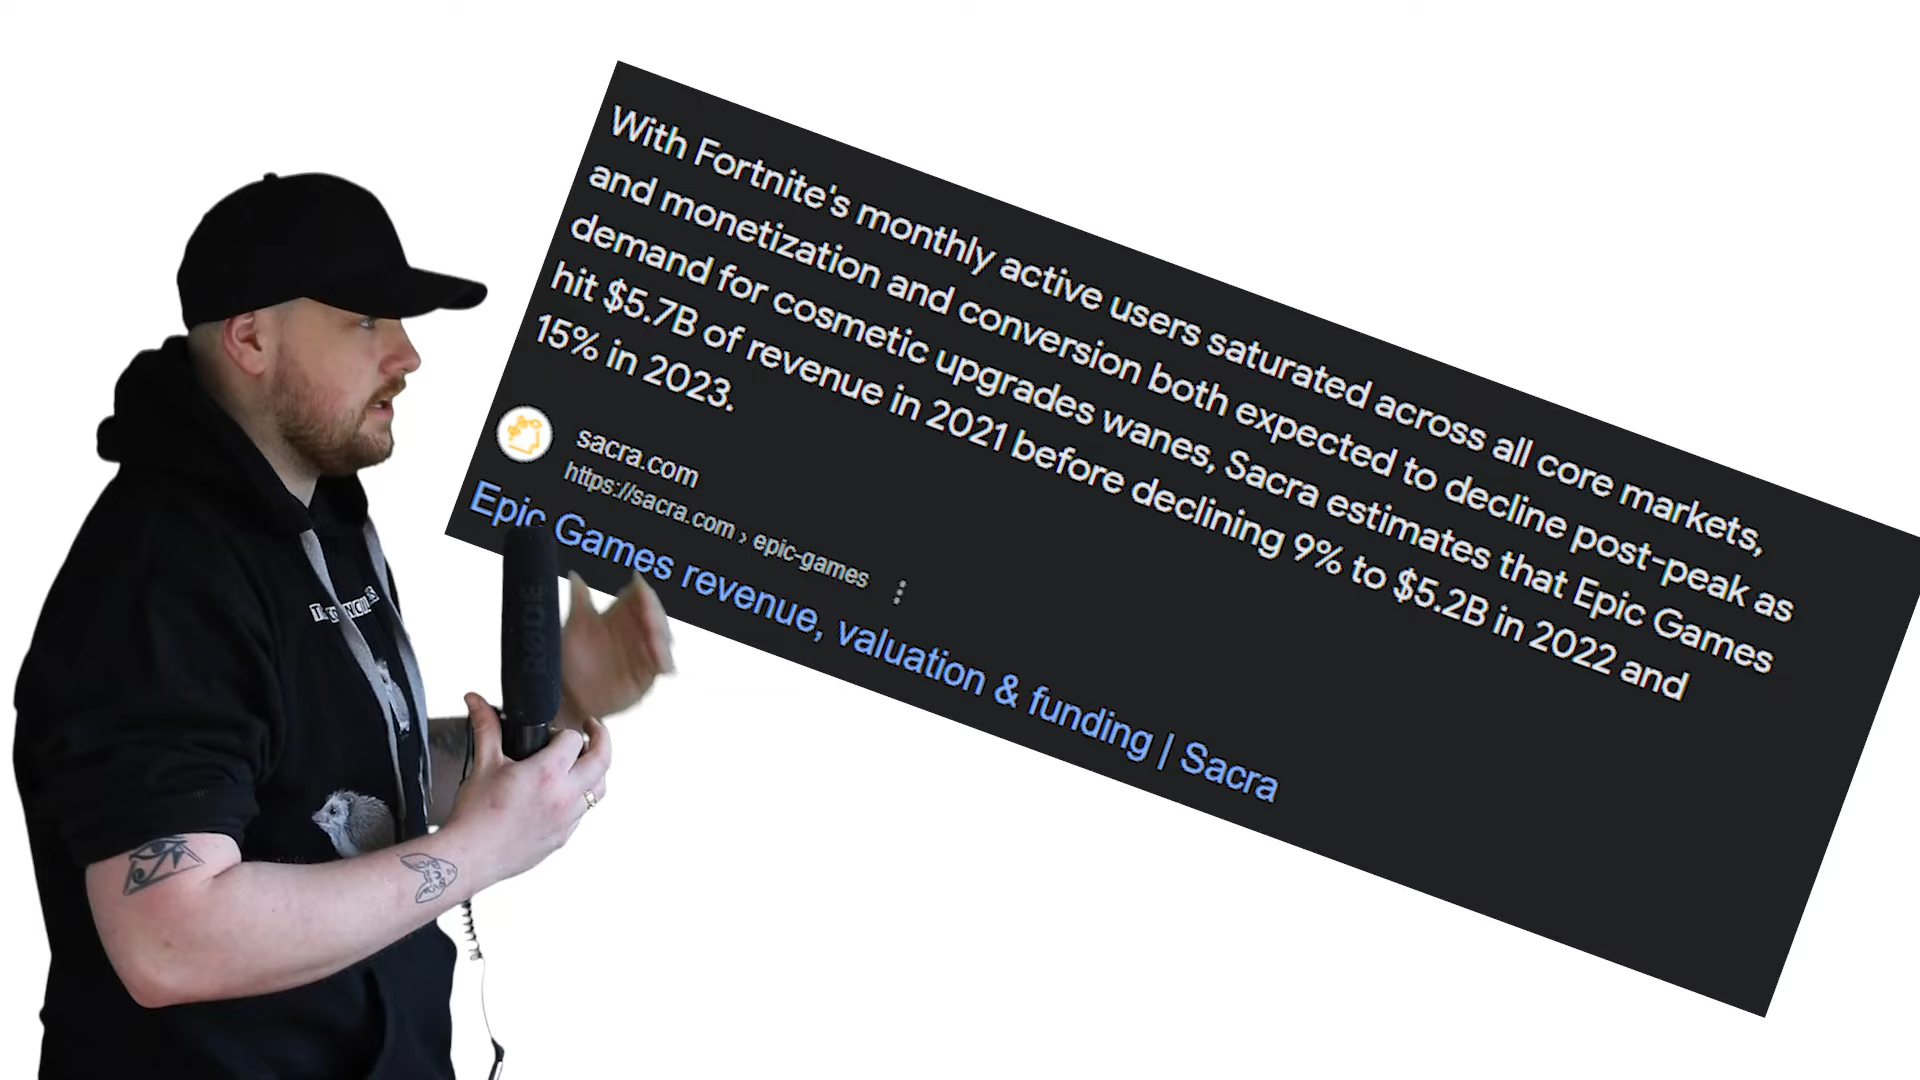 With Fortnite's monthly active users saturated across all core markets,
and monetization and conversion both expected to decline post-peak as
demand for cosmetic upgrades wanes, Sacra estimates that Epic Games
hit $5.7B of revenue in 2021 before declining 9% to $5.2B in 2022 and
15% in 2023.
sacra.com
https://sacra.com › epic-games
Epic Games revenue, valuation & funding | Sacra
RØDE